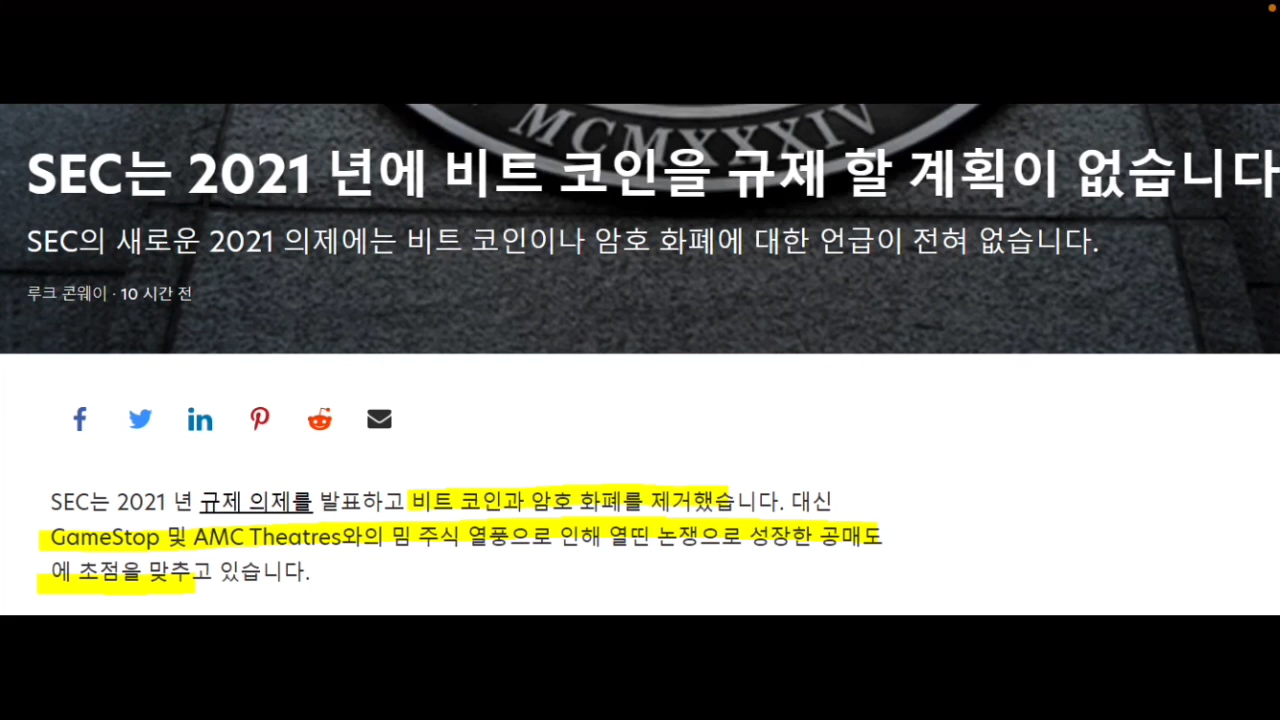 MCMXXXIV
SEC는 2021 년에 비트 코인을 규제 할 계획이 없습니다
SEC의 새로운 2021 의제에는 비트 코인이나 암호 화폐에 대한 언급이 전혀 없습니다.
루크 콘웨이 · 10 시간 전
SEC는 2021 년 규제 의제를 발표하고 비트 코인과 암호 화폐를 제거했습니다. 대신
GameStop 및 AMC Theatres와의 밈 주식 열풍으로 인해 열띤 논쟁으로 성장한 공매도
에 초점을 맞추고 있습니다.